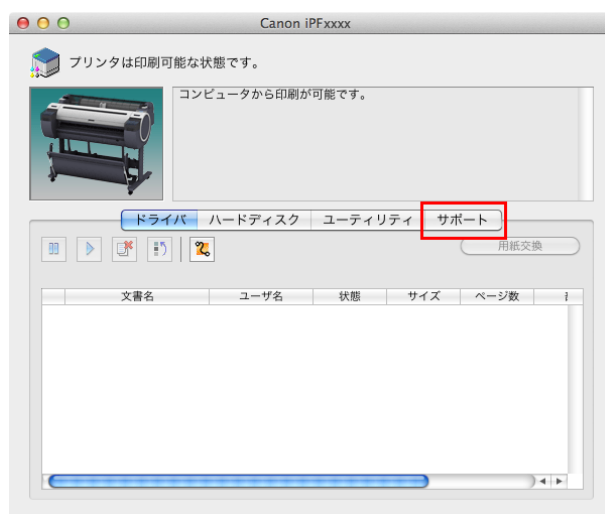 Canon iPFxxxx
プリンタは印刷可能な状態です。
コンピュータから印刷が可能です。
ドライバ ハードディスク ユーティリティ サポート
用紙交換
文書名 ユーザ名 状態 サイズ ページ数